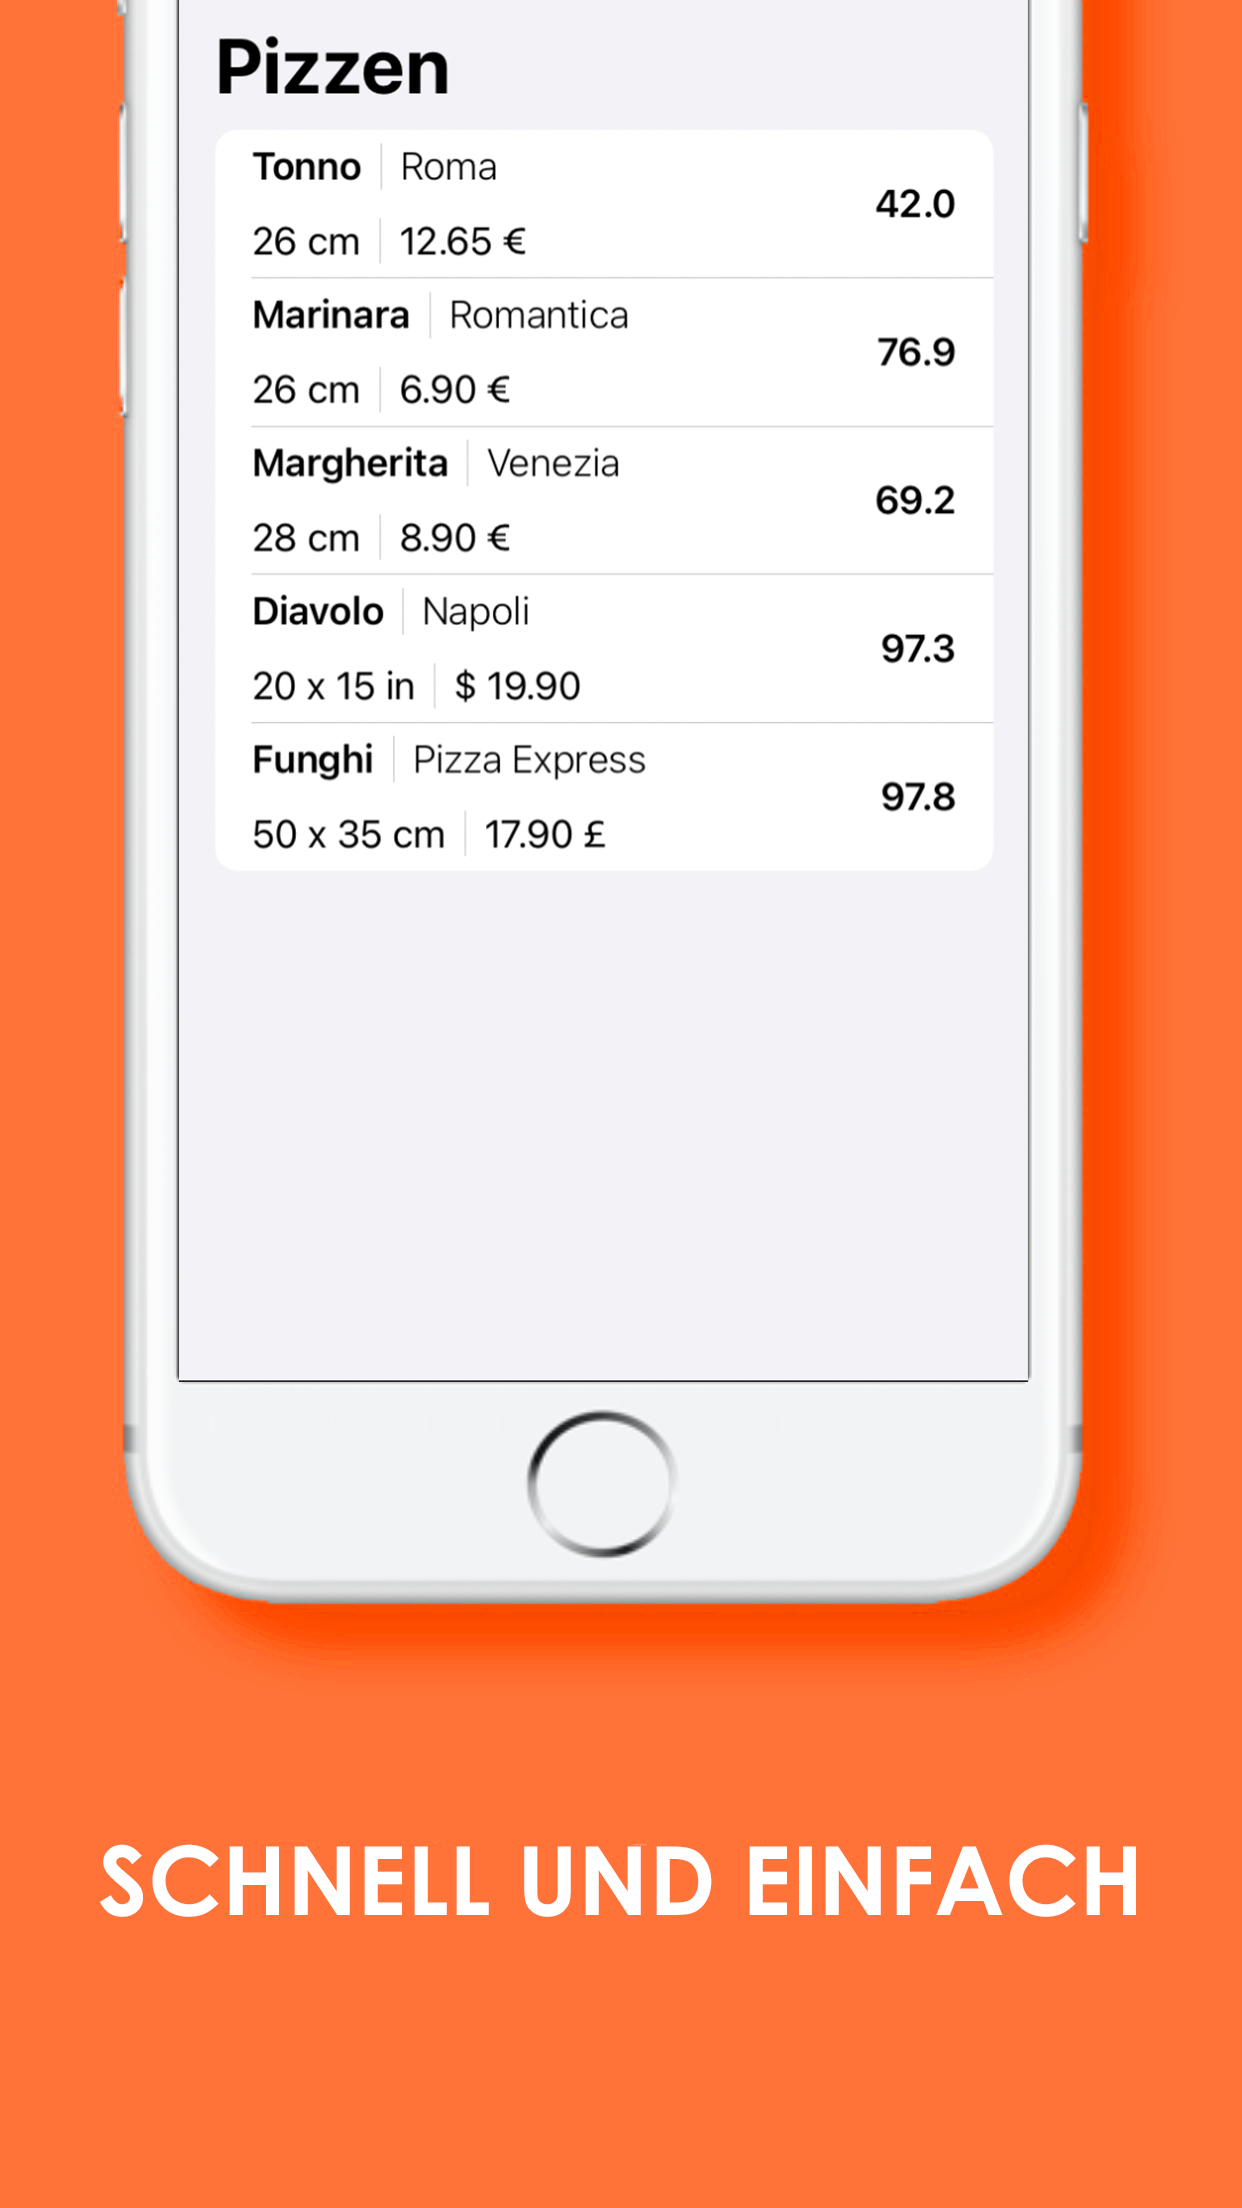 Pizzen
Tonno | Roma
42.0
26 cm | 12.65 €
Marinara | Romantica
76.9
26 cm | 6.90 €
Margherita | Venezia
69.2
28 cm | 8.90 €
Diavolo | Napoli
97.3
20 x 15 in | $ 19.90
Funghi | Pizza Express
97.8
50 x 35 cm | 17.90 £
SCHNELL UND EINFACH